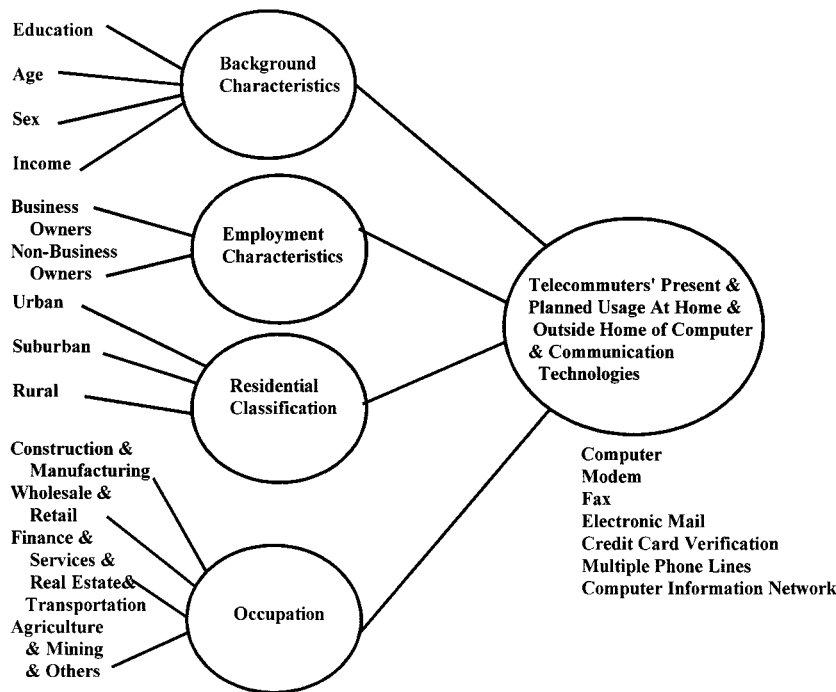 Education
Age
Sex
Income
Background
Characteristics
Business
Owners
Non-Business
Owners
Employment
Characteristics
Urban
Suburban
Rural
Residential
Classification
Construction &
Manufacturing
Wholesale &
Retail
Finance &
Services &
Real Estate&
Transportation
Agriculture
& Mining
& Others
Occupation
Telecommuters' Present &
Planned Usage At Home &
Outside Home of Computer
& Communication
Technologies
Computer
Modem
Fax
Electronic Mail
Credit Card Verification
Multiple Phone Lines
Computer Information Network